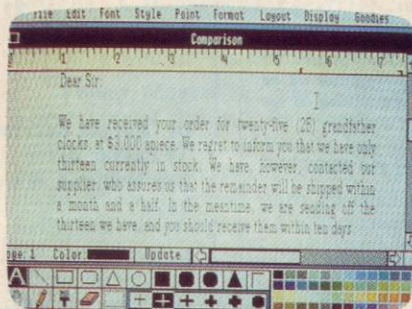 File Edit Font Style Point Format Layout Display Goodies
Comparison
Dear Sir:
We have received your order for twenty-five (25) grandfather
clocks, at $3,000 apiece. We regret to inform you that we have only
thirteen currently in stock. We have, however, contacted our
supplier, who assures us that the remainder will be shipped within
a month and a half. In the meantime, we are sending off the
thirteen we have, and you should receive them within ten days.
Page: 1 Color: Update
A